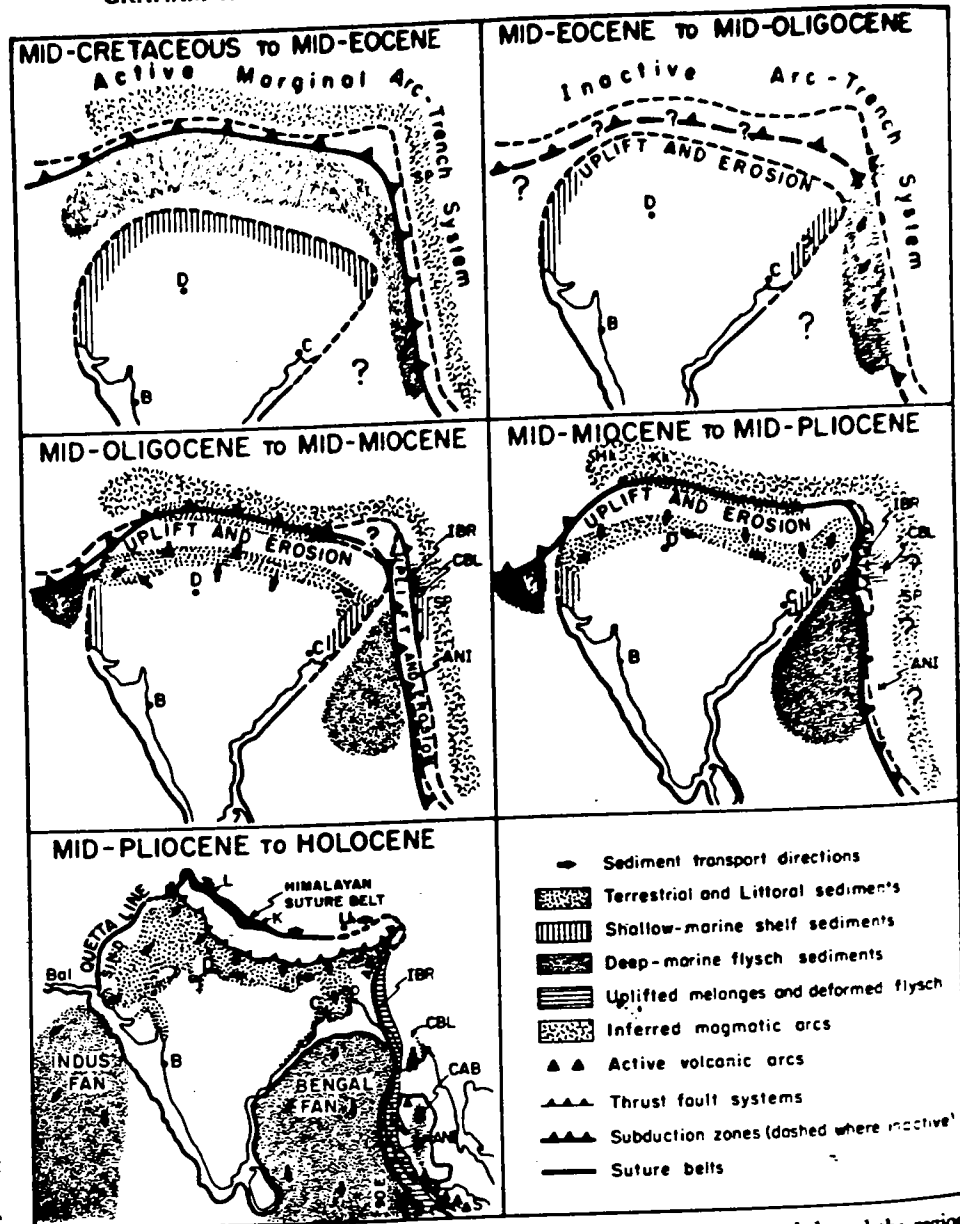 MID-CRETACEOUS TO MID-EOCENE
Active Marginal Arc-Trench System
D
B
C
?
MID-EOCENE TO MID-OLIGOCENE
Inactive Arc-Trench System
? ? ?
?
UPLIFT AND EROSION
D
B
C
?
MID-OLIGOCENE TO MID-MIOCENE
UPLIFT AND EROSION
?
IBR
CBL
D
UPLIFT AND EROSION
C
ANI
B
MID-MIOCENE TO MID-PLIOCENE
UPLIFT AND EROSION
IBR
CBL
D
?
C
SP
B
ANI
?
MID-PLIOCENE TO HOLOCENE
L
HIMALAYAN
SUTURE BELT
K
QUETTA LINE
SIND
D
Bal
IBR
C
CBL
B
INDUS
FAN
BENGAL
FAN
CAB
90 E
Sediment transport directions
Terrestrial and Littoral sediments
Shallow-marine shelf sediments
Deep-marine flysch sediments
Uplifted melanges and deformed flysch
Inferred magmatic arcs
Active volcanic arcs
Thrust fault systems
Subduction zones (dashed where inactive)
Suture belts